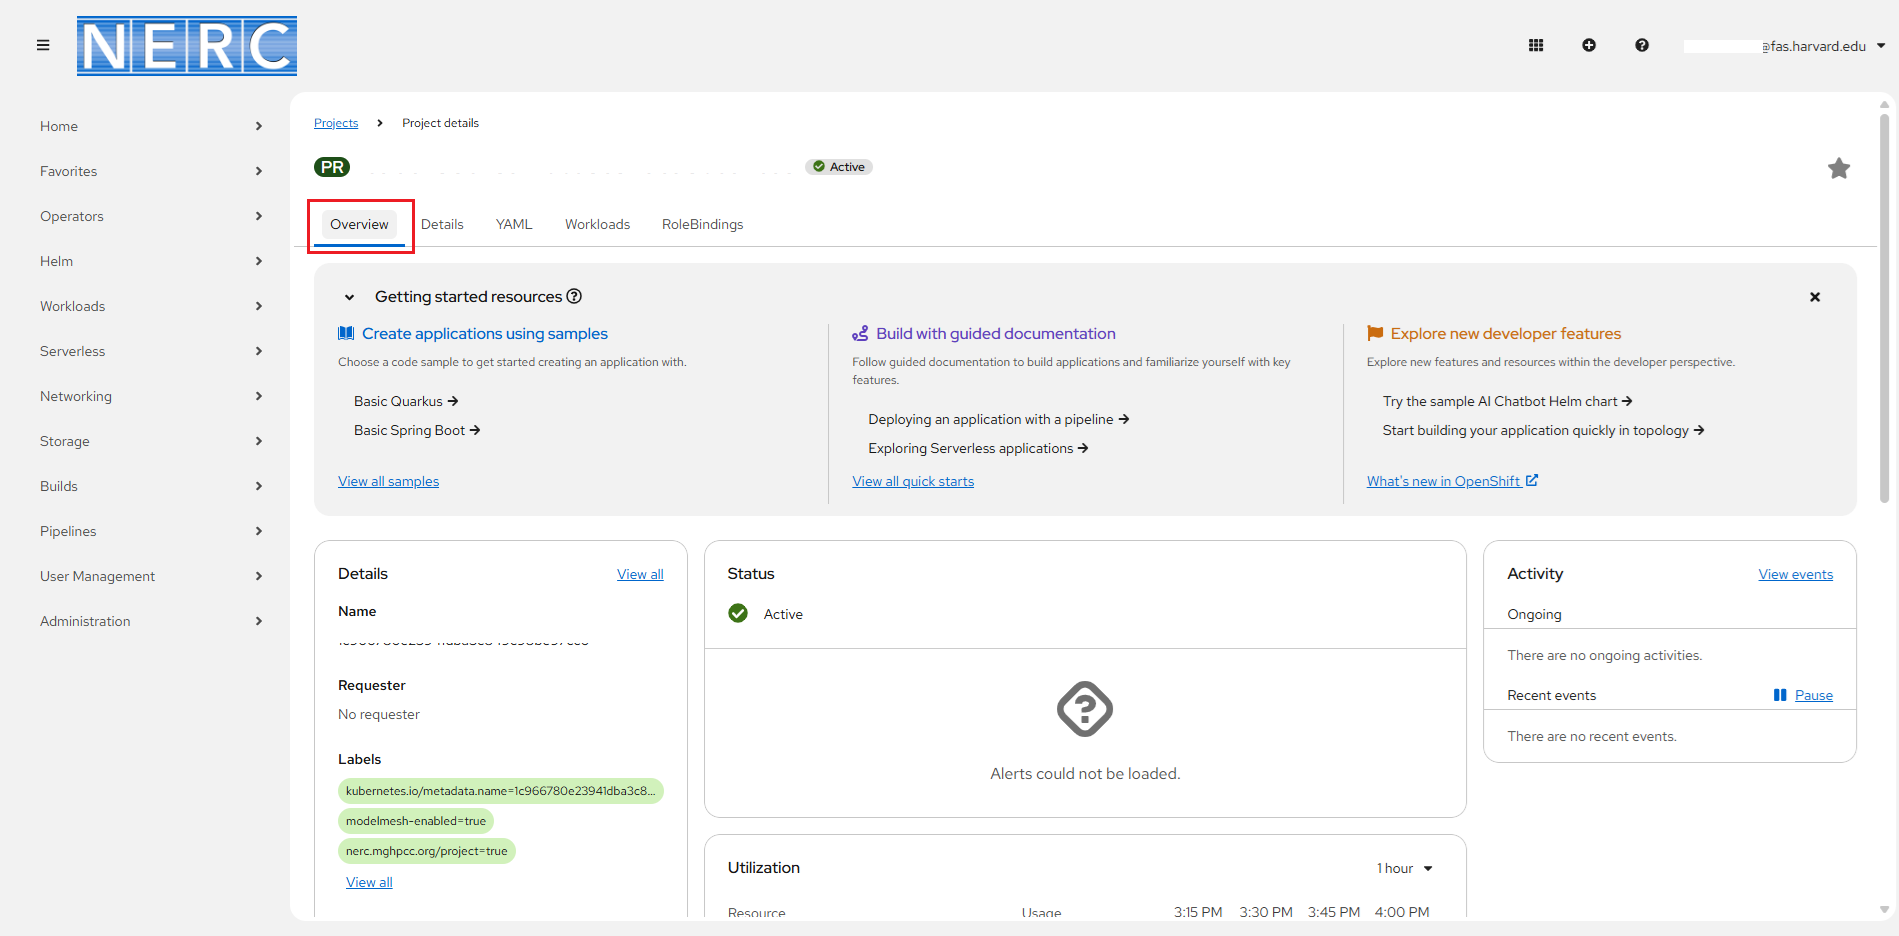 NERC
@fas.harvard.edu
Home
Favorites
Operators
Helm
Workloads
Serverless
Networking
Storage
Builds
Pipelines
User Management
Administration
Projects > Project details
PR Active
Overview Details YAML Workloads RoleBindings
Getting started resources
Create applications using samples
Choose a code sample to get started creating an application with.
Basic Quarkus
Basic Spring Boot
View all samples
Build with guided documentation
Follow guided documentation to build applications and familiarize yourself with key
features.
Deploying an application with a pipeline
Exploring Serverless applications
View all quick starts
Explore new developer features
Explore new features and resources within the developer perspective.
Try the sample AI Chatbot Helm chart
Start building your application quickly in topology
What's new in OpenShift
Details View all
Name
Requester
No requester
Labels
kubernetes.io/metadata.name=1c966780e23941dba3c8...
modelmesh-enabled=true
nerc.mghpcc.org/project=true
View all
Status
Active
Alerts could not be loaded.
Utilization 1 hour
Resource Usage 3:15 PM 3:30 PM 3:45 PM 4:00 PM
Activity View events
Ongoing
There are no ongoing activities.
Recent events Pause
There are no recent events.